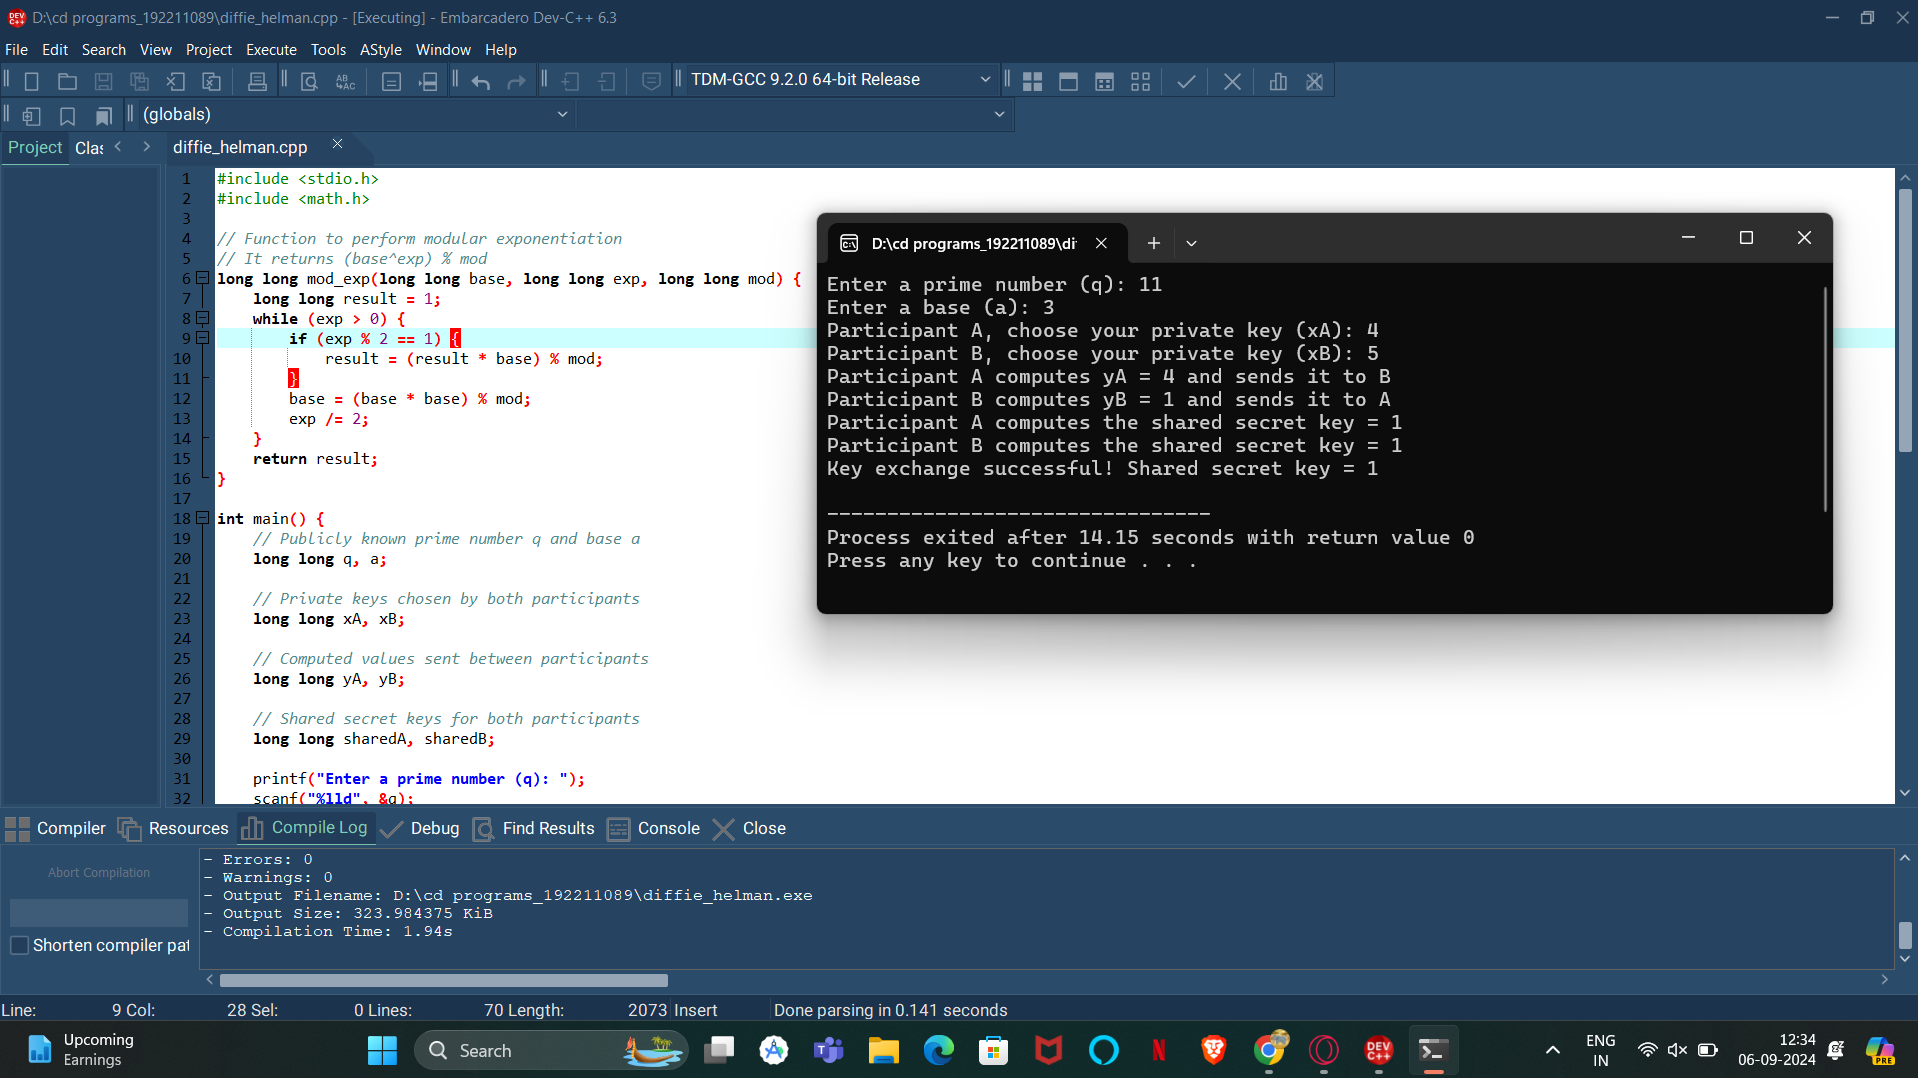 D:\cd programs_192211089\diffie_helman.cpp - [Executing] - Embarcadero Dev-C++ 6.3
File Edit Search View Project Execute Tools AStyle Window Help
TDM-GCC 9.2.0 64-bit Release
(globals)
Project Clas
diffie_helman.cpp
1 #include <stdio.h>
2 #include <math.h>
3
4 // Function to perform modular exponentiation
5 // It returns (base^exp) % mod
6 long long mod_exp(long long base, long long exp, long long mod) {
7 long long result = 1;
8 while (exp > 0) {
9 if (exp % 2 == 1) {
10 result = (result * base) % mod;
11 }
12 base = (base * base) % mod;
13 exp /= 2;
14 }
15 return result;
16 }
17
18 int main() {
19 // Publicly known prime number q and base a
20 long long q, a;
21
22 // Private keys chosen by both participants
23 long long xA, xB;
24
25 // Computed values sent between participants
26 long long yA, yB;
27
28 // Shared secret keys for both participants
29 long long sharedA, sharedB;
30
31 printf("Enter a prime number (q): ");
32 scanf("%lld", &q);
D:\cd programs_192211089\di
Enter a prime number (q): 11
Enter a base (a): 3
Participant A, choose your private key (xA): 4
Participant B, choose your private key (xB): 5
Participant A computes yA = 4 and sends it to B
Participant B computes yB = 1 and sends it to A
Participant A computes the shared secret key = 1
Participant B computes the shared secret key = 1
Key exchange successful! Shared secret key = 1
--------------------------------
Process exited after 14.15 seconds with return value 0
Press any key to continue . . .
Compiler Resources Compile Log Debug Find Results Console Close
Abort Compilation
Shorten compiler pat
- Errors: 0
- Warnings: 0
- Output Filename: D:\cd programs_192211089\diffie_helman.exe
- Output Size: 323.984375 KiB
- Compilation Time: 1.94s
Line: 9 Col: 28 Sel: 0 Lines: 70 Length: 2073 Insert Done parsing in 0.141 seconds
Upcoming
Earnings
Search
ENG
IN
12:34
06-09-2024
PRE